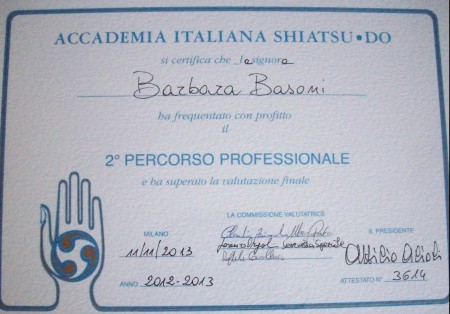 ACCADEMIA ITALIANA SHIATSU•DO
si certifica che la signora
Barbara Basoni
ha frequentato con profitto
il
2° PERCORSO PROFESSIONALE
e ha superato la valutazione finale
LA COMMISSIONE VALUTATRICE
MILANO
11/11/2013
IL PRESIDENTE
Attilio Alioli
ANNO 2012-2013
ATTESTATO N° 3614